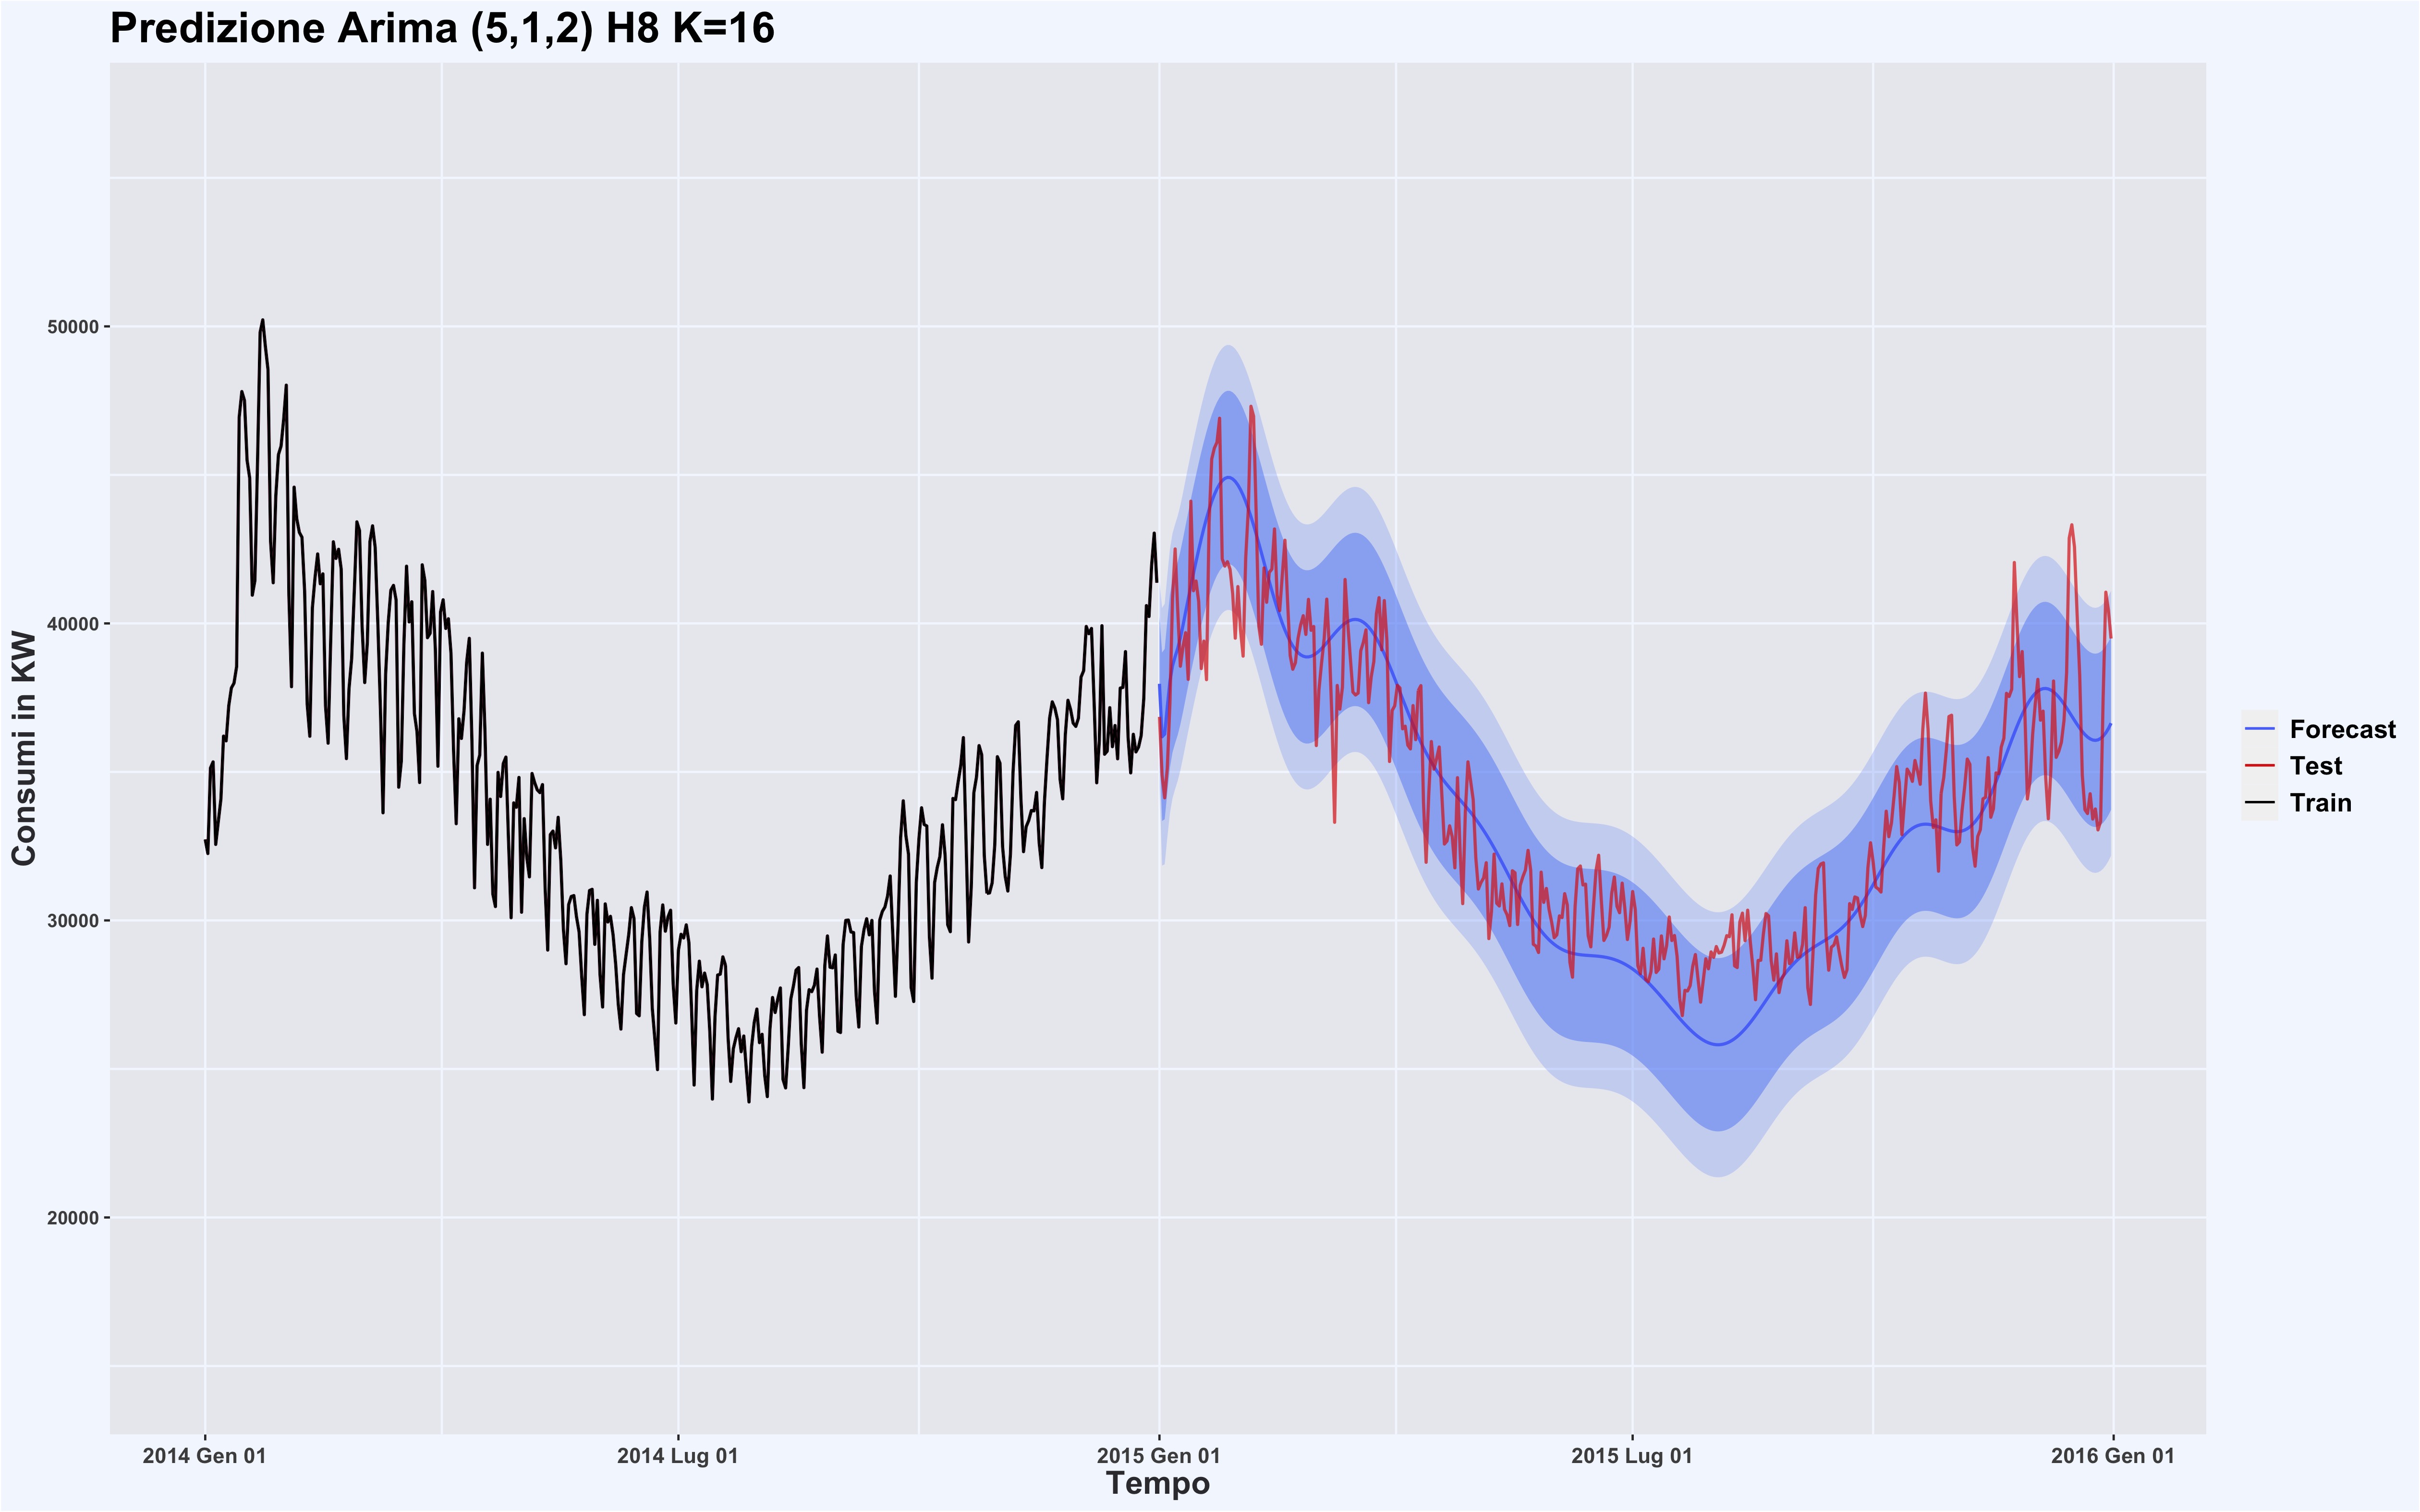 Predizione Arima (5,1,2) H8 K=16
Consumi in KW
50000
40000
30000
20000
2014 Gen 01
2014 Lug 01
2015 Gen 01
2015 Lug 01
2016 Gen 01
Tempo
Forecast
Test
Train